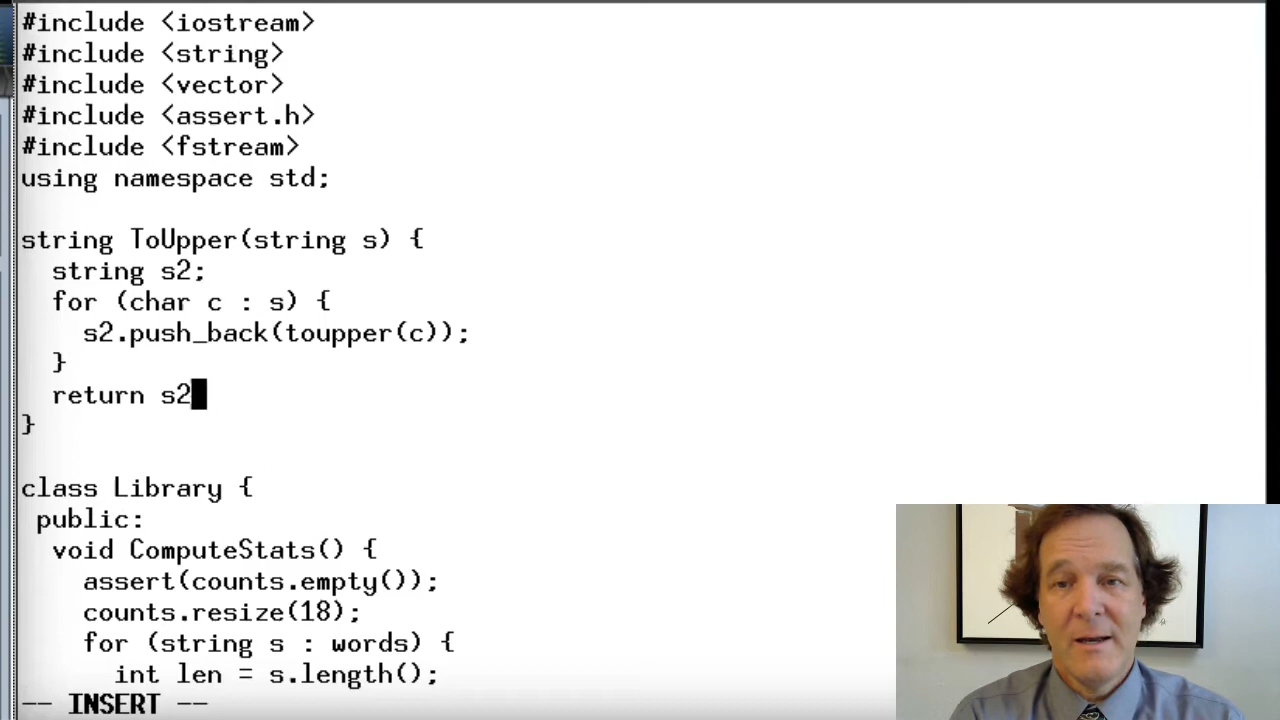 #include <iostream>
#include <string>
#include <vector>
#include <assert.h>
#include <fstream>
using namespace std;
string ToUpper(string s) {
  string s2;
  for (char c : s) {
    s2.push_back(toupper(c));
  }
  return s2
}
class Library {
 public:
  void ComputeStats() {
    assert(counts.empty());
    counts.resize(18);
    for (string s : words) {
      int len = s.length();
-- INSERT --